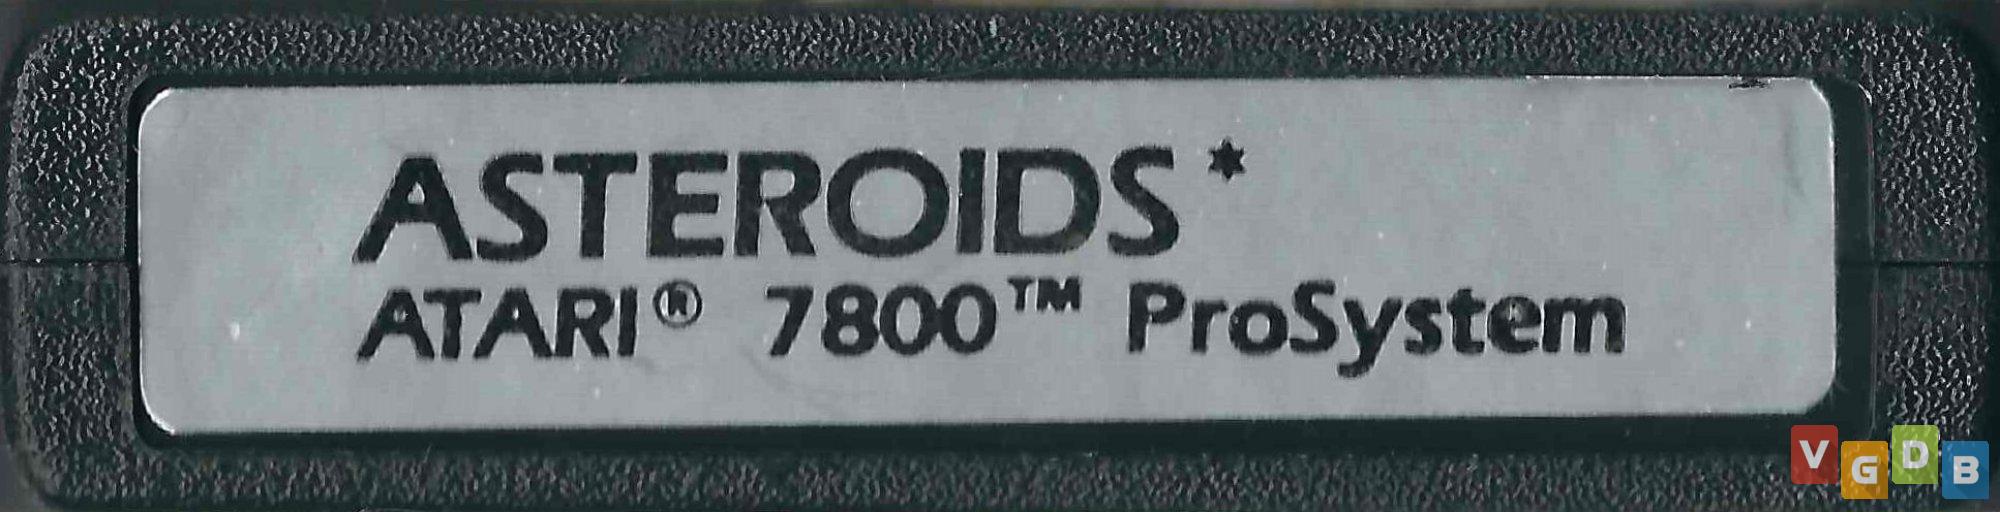 ASTEROIDS*
ATARI® 7800™ ProSystem
VGDB